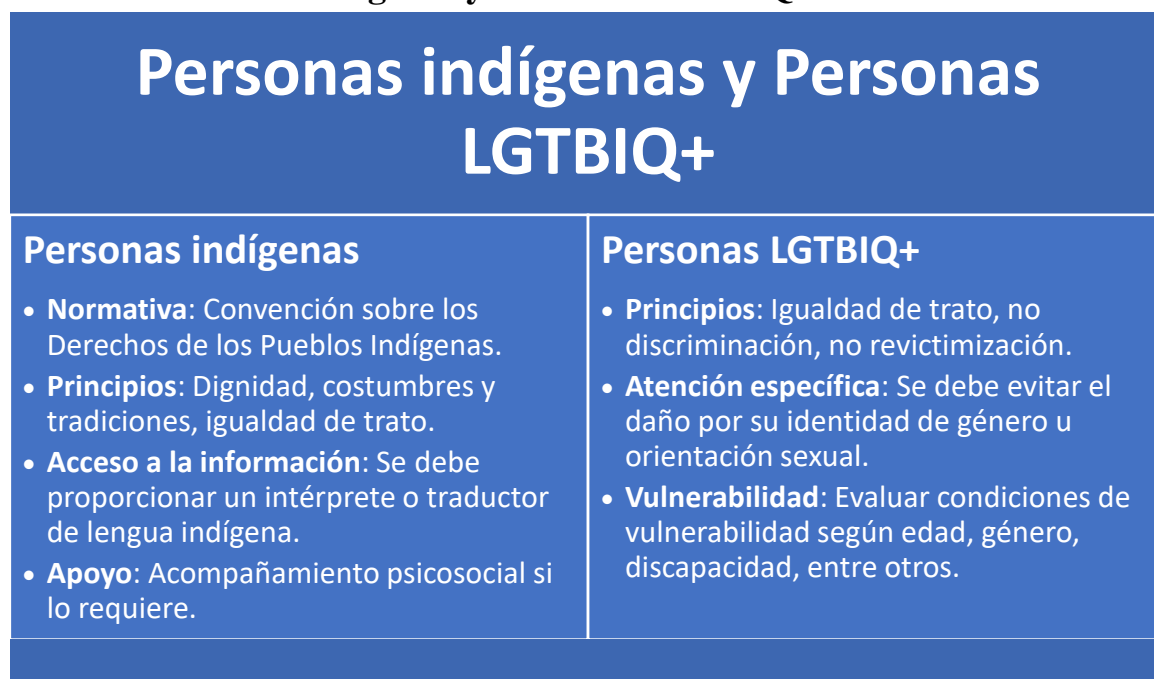 Personas indígenas y Personas
LGTBIQ+
Personas indígenas
• Normativa: Convención sobre los
Derechos de los Pueblos Indígenas.
• Principios: Dignidad, costumbres y
tradiciones, igualdad de trato.
• Acceso a la información: Se debe
proporcionar un intérprete o traductor
de lengua indígena.
• Apoyo: Acompañamiento psicosocial si
lo requiere.
Personas LGTBIQ+
• Principios: Igualdad de trato, no
discriminación, no revictimización.
• Atención específica: Se debe evitar el
daño por su identidad de género u
orientación sexual.
• Vulnerabilidad: Evaluar condiciones de
vulnerabilidad según edad, género,
discapacidad, entre otros.